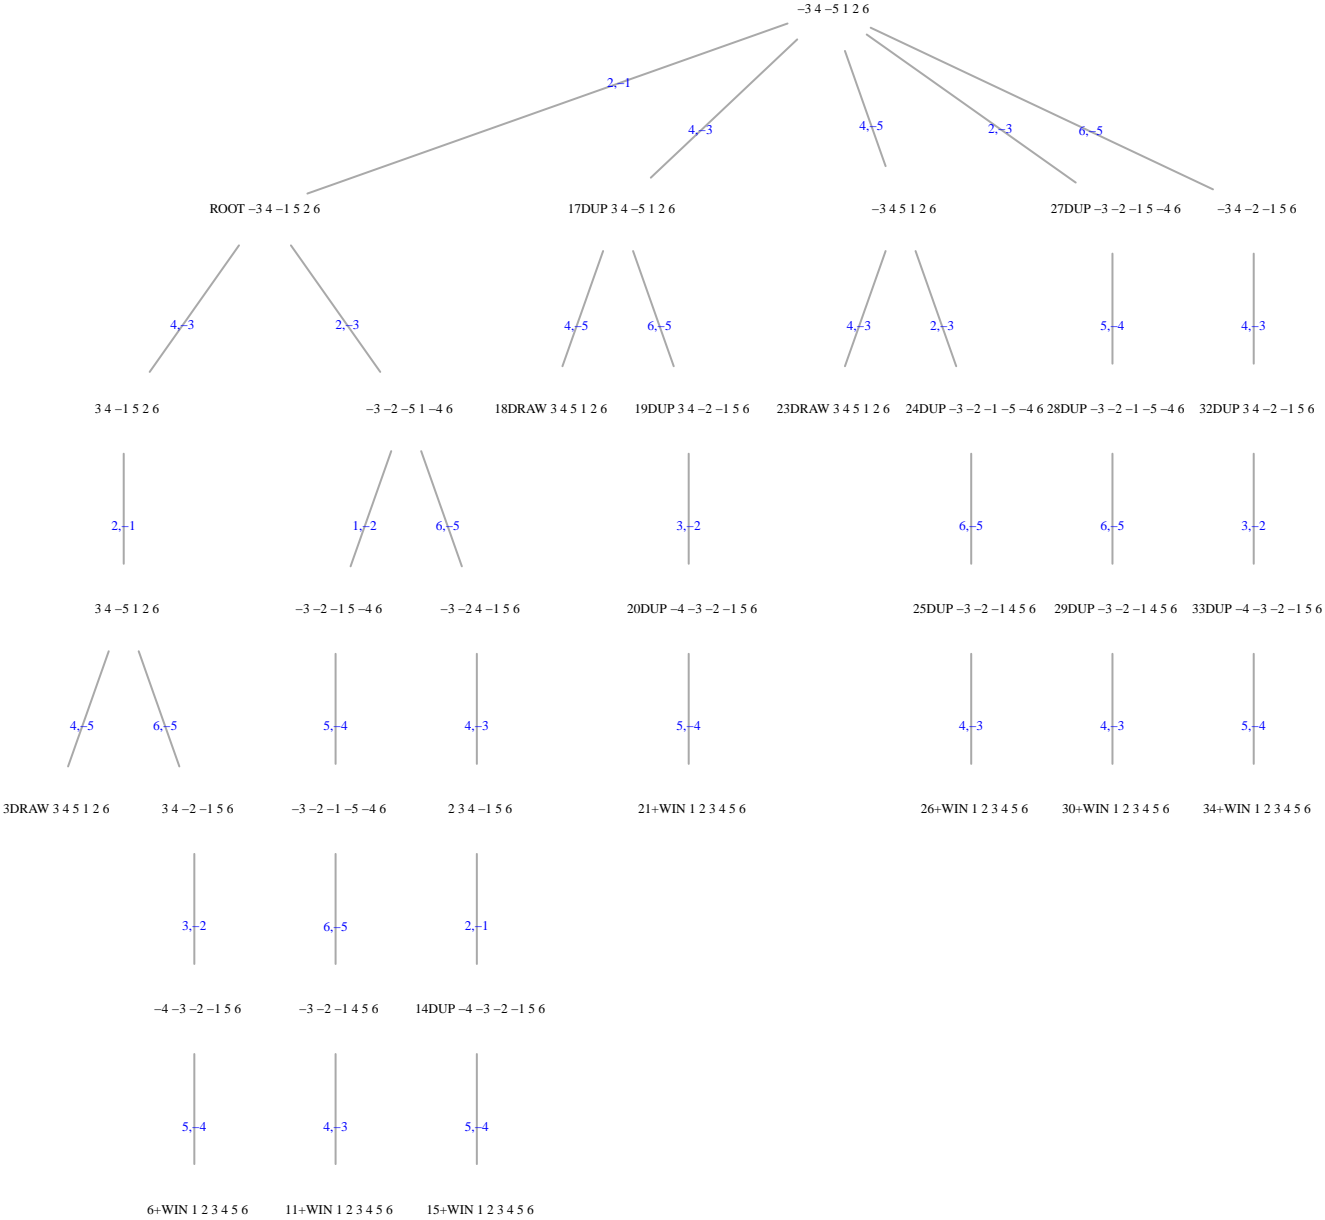 −3 4 −5 1 2 6
2,−1
4,−3
4,−5
2,−3
6,−5
ROOT −3 4 −1 5 2 6
17DUP 3 4 −5 1 2 6
−3 4 5 1 2 6
27DUP −3 −2 −1 5 −4 6
−3 4 −2 −1 5 6
4,−3
2,−3
4,−5
6,−5
4,−3
2,−3
5,−4
4,−3
3 4 −1 5 2 6
−3 −2 −5 1 −4 6
18DRAW 3 4 5 1 2 6
19DUP 3 4 −2 −1 5 6
23DRAW 3 4 5 1 2 6
24DUP −3 −2 −1 −5 −4 6
28DUP −3 −2 −1 −5 −4 6
32DUP 3 4 −2 −1 5 6
2,−1
1,−2
6,−5
3,−2
6,−5
6,−5
3,−2
3 4 −5 1 2 6
−3 −2 −1 5 −4 6
−3 −2 4 −1 5 6
20DUP −4 −3 −2 −1 5 6
25DUP −3 −2 −1 4 5 6
29DUP −3 −2 −1 4 5 6
33DUP −4 −3 −2 −1 5 6
4,−5
6,−5
5,−4
4,−3
5,−4
4,−3
4,−3
5,−4
3DRAW 3 4 5 1 2 6
3 4 −2 −1 5 6
−3 −2 −1 −5 −4 6
2 3 4 −1 5 6
21+WIN 1 2 3 4 5 6
26+WIN 1 2 3 4 5 6
30+WIN 1 2 3 4 5 6
34+WIN 1 2 3 4 5 6
3,−2
6,−5
2,−1
−4 −3 −2 −1 5 6
−3 −2 −1 4 5 6
14DUP −4 −3 −2 −1 5 6
5,−4
4,−3
5,−4
6+WIN 1 2 3 4 5 6
11+WIN 1 2 3 4 5 6
15+WIN 1 2 3 4 5 6